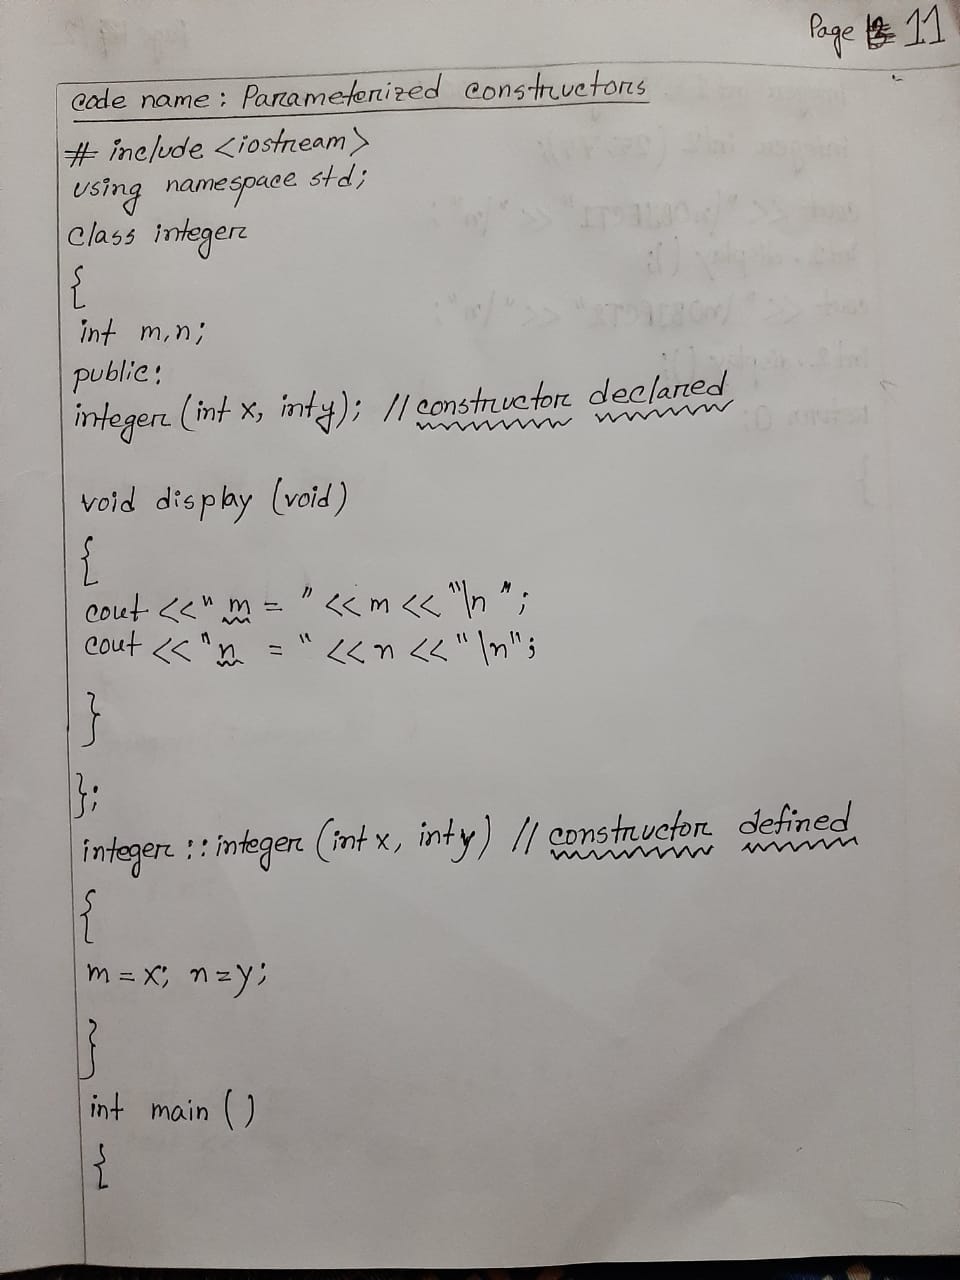 Page 11
code name: Parameterized constructors
# include <iostream>
using namespace std;
class integer
{
int m,n;
public:
integer (int x, int y); // constructor declared
void display (void)
{
cout <<" m = " << m << "\n ";
cout << "n = " << n << " \n";
}
};
integer :: integer (int x, int y) // constructor defined
{
m = x; n = y;
}
int main ()
{